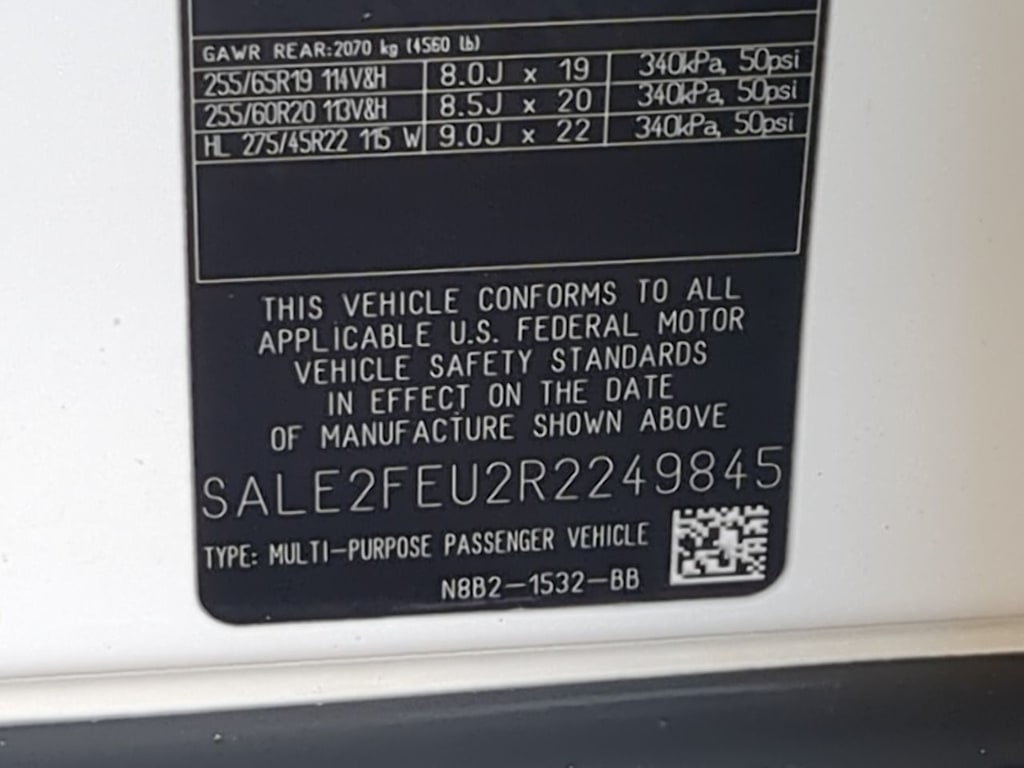 GAWR REAR:2070 kg (4560 lb)
255/65R19 114V&H 8.0J x 19 340kPa, 50psi
255/60R20 113V&H 8.5J x 20 340kPa, 50psi
HL 275/45R22 115 W 9.0J x 22 340kPa, 50psi
THIS VEHICLE CONFORMS TO ALL
APPLICABLE U.S. FEDERAL MOTOR
VEHICLE SAFETY STANDARDS
IN EFFECT ON THE DATE
OF MANUFACTURE SHOWN ABOVE
SALE2FEU2R2249845
TYPE: MULTI-PURPOSE PASSENGER VEHICLE
N8B2-1532-BB